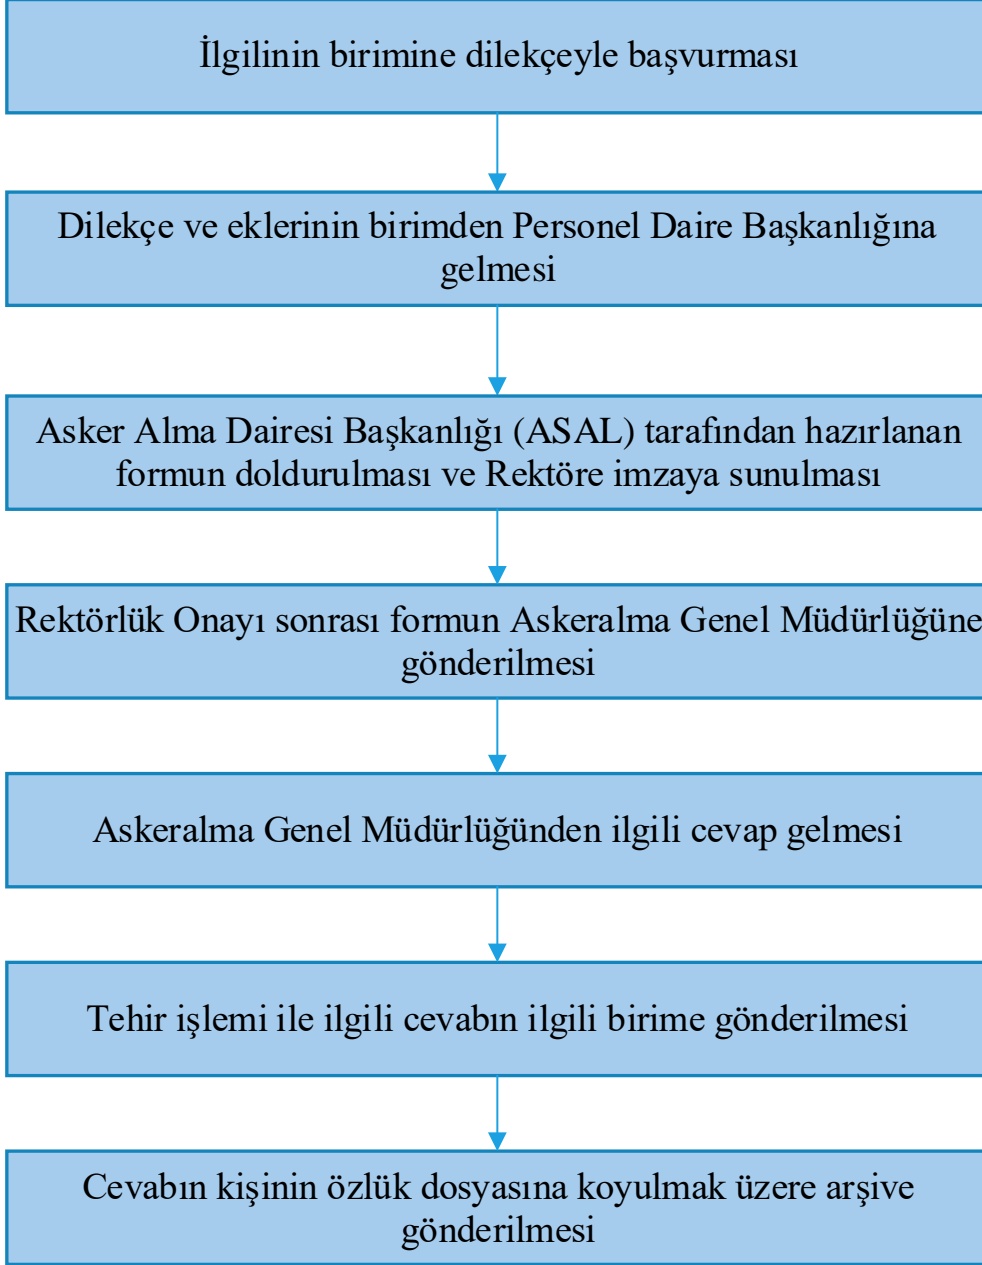 İlgilinin birimine dilekçeyle başvurması
Dilekçe ve eklerinin birimden Personel Daire Başkanlığına
gelmesi
Asker Alma Dairesi Başkanlığı (ASAL) tarafından hazırlanan
formun doldurulması ve Rektöre imzaya sunulması
Rektörlük Onayı sonrası formun Askeralma Genel Müdürlüğüne
gönderilmesi
Askeralma Genel Müdürlüğünden ilgili cevap gelmesi
Tehir işlemi ile ilgili cevabın ilgili birime gönderilmesi
Cevabın kişinin özlük dosyasına koyulmak üzere arşive
gönderilmesi